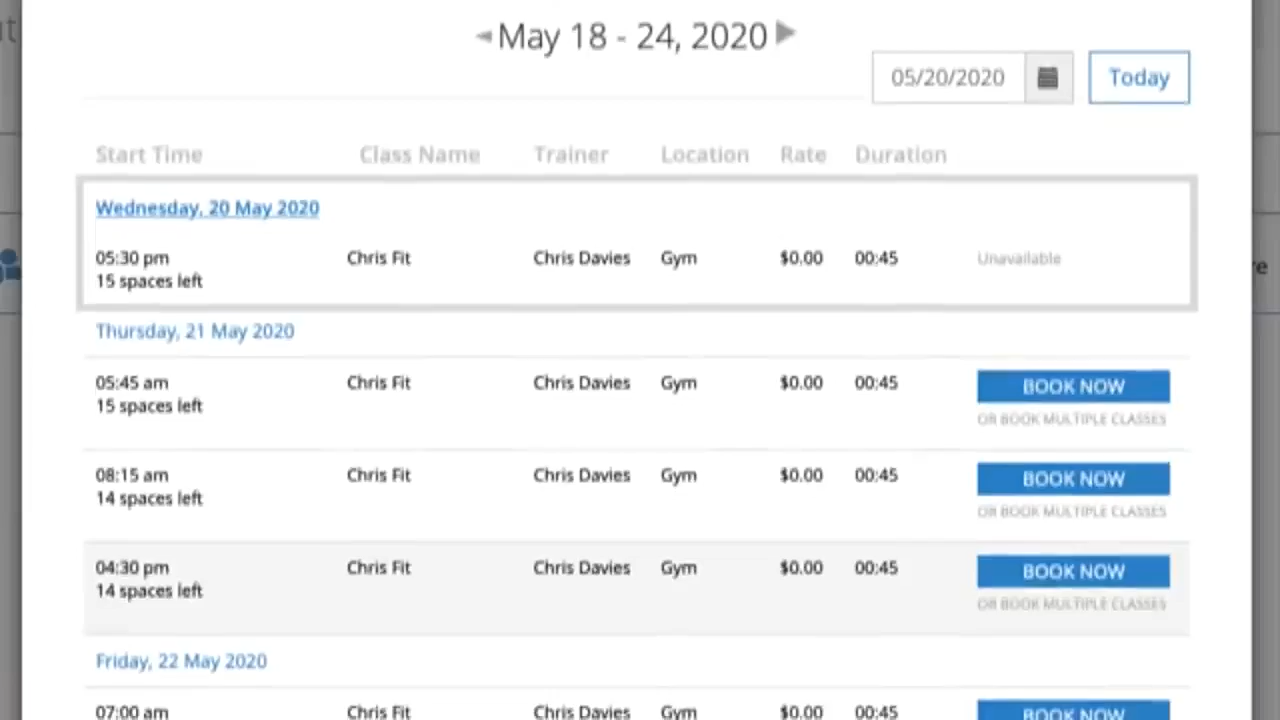 May 18 - 24, 2020
05/20/2020 Today
Start Time Class Name Trainer Location Rate Duration
Wednesday, 20 May 2020
05:30 pm Chris Fit Chris Davies Gym $0.00 00:45 Unavailable
15 spaces left
Thursday, 21 May 2020
05:45 am Chris Fit Chris Davies Gym $0.00 00:45 BOOK NOW
15 spaces left OR BOOK MULTIPLE CLASSES
08:15 am Chris Fit Chris Davies Gym $0.00 00:45 BOOK NOW
14 spaces left OR BOOK MULTIPLE CLASSES
04:30 pm Chris Fit Chris Davies Gym $0.00 00:45 BOOK NOW
14 spaces left OR BOOK MULTIPLE CLASSES
Friday, 22 May 2020
07:00 am Chris Fit Chris Davies Gym $0.00 00:45 BOOK NOW